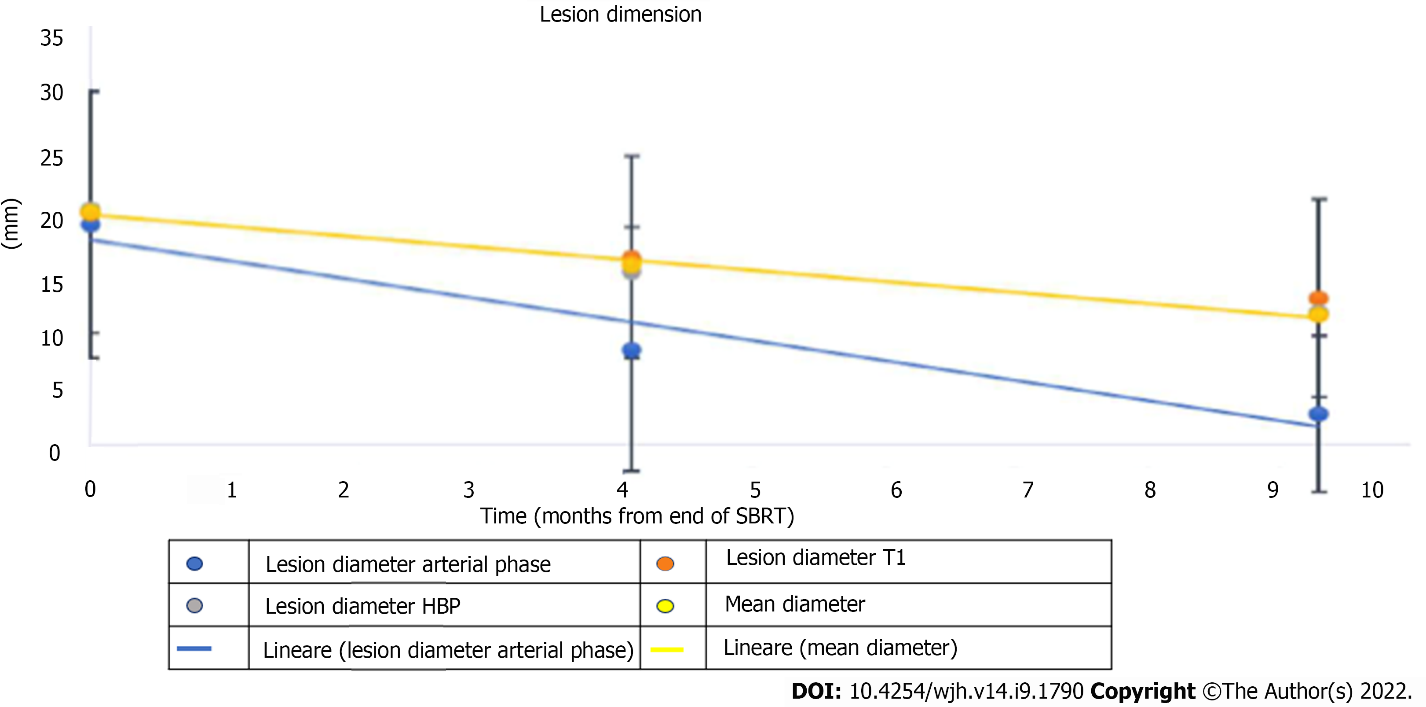 Lesion dimension
35
30
25
20
15
10
5
0
(mm)
0 1 2 3 4 5 6 7 8 9 10
Time (months from end of SBRT)
Lesion diameter arterial phase
Lesion diameter T1
Lesion diameter HBP
Mean diameter
Lineare (lesion diameter arterial phase)
Lineare (mean diameter)
DOI: 10.4254/wjh.v14.i9.1790 Copyright ©The Author(s) 2022.